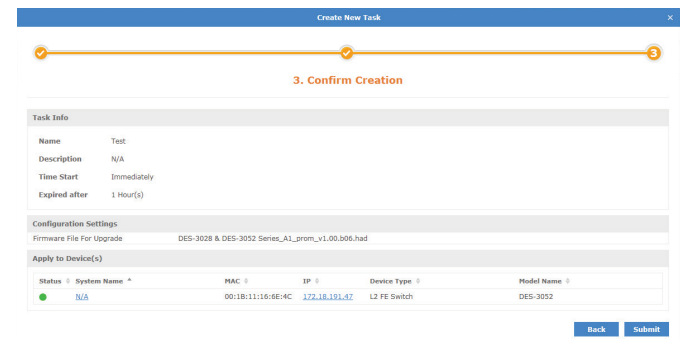 Create New Task ×
3
3. Confirm Creation
Task Info
Name Test
Description N/A
Time Start Immediately
Expired after 1 Hour(s)
Configuration Settings
Firmware File For Upgrade DES-3028 & DES-3052 Series_A1_prom_v1.00.b06.had
Apply to Device(s)
Status System Name MAC IP Device Type Model Name
N/A 00:1B:11:16:6E:4C 172.18.191.47 L2 FE Switch DES-3052
Back Submit